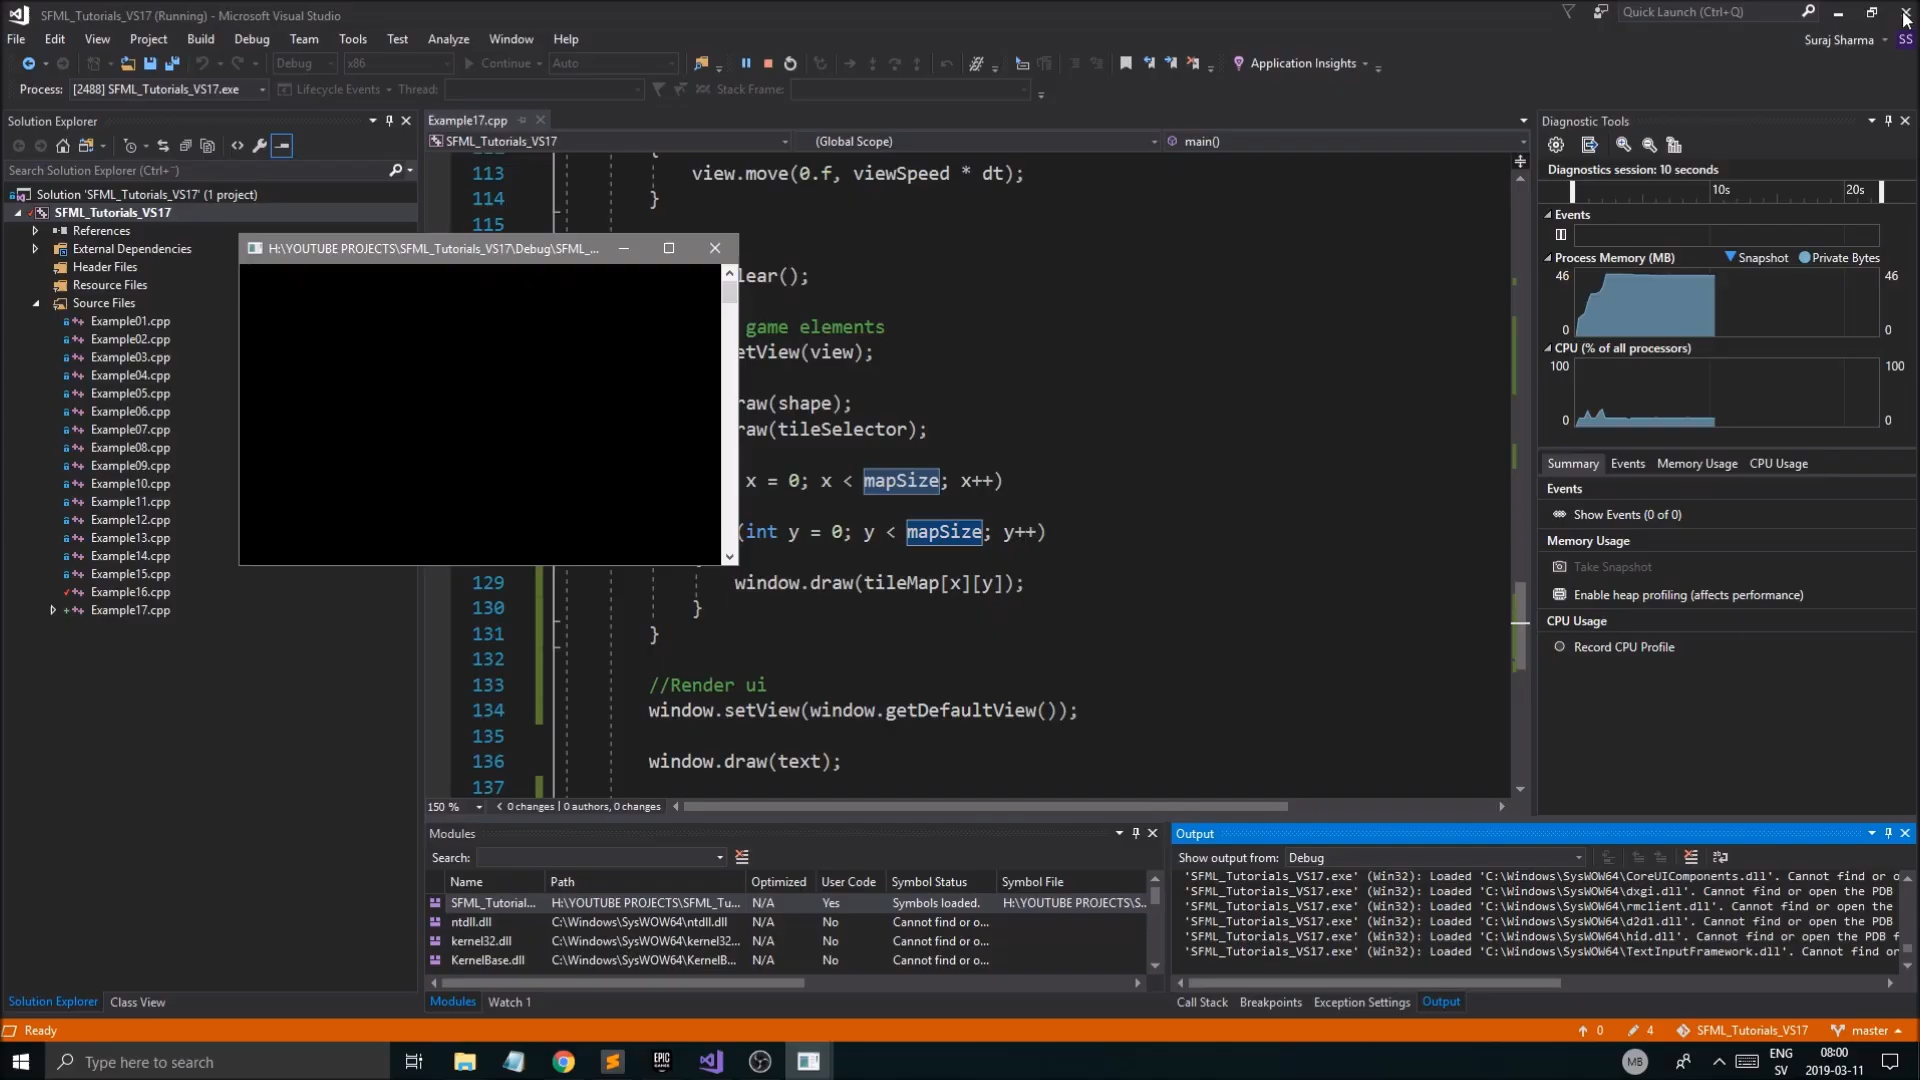 SFML_Tutorials_VS17 (Running) - Microsoft Visual Studio
Quick Launch (Ctrl+Q)
File Edit View Project Build Debug Team Tools Test Analyze Window Help
Suraj Sharma
SS
Debug x86 Continue Auto Application Insights
Process: [2488] SFML_Tutorials_VS17.exe Lifecycle Events Thread: Stack Frame:
Solution Explorer
Search Solution Explorer (Ctrl+¨)
Solution 'SFML_Tutorials_VS17' (1 project)
SFML_Tutorials_VS17
References
External Dependencies
Header Files
Resource Files
Source Files
Example01.cpp
Example02.cpp
Example03.cpp
Example04.cpp
Example05.cpp
Example06.cpp
Example07.cpp
Example08.cpp
Example09.cpp
Example10.cpp
Example11.cpp
Example12.cpp
Example13.cpp
Example14.cpp
Example15.cpp
Example16.cpp
Example17.cpp
Solution Explorer Class View
Example17.cpp
SFML_Tutorials_VS17 (Global Scope) main()
{
113 view.move(0.f, viewSpeed * dt);
114 }
115
H:\YOUTUBE PROJECTS\SFML_Tutorials_VS17\Debug\SFML_...
lear();
game elements
etView(view);
raw(shape);
raw(tileSelector);
x = 0; x < mapSize; x++)
(int y = 0; y < mapSize; y++)
129 window.draw(tileMap[x][y]);
130 }
131 }
132
133 //Render ui
134 window.setView(window.getDefaultView());
135
136 window.draw(text);
137
150 % 0 changes | 0 authors, 0 changes
Modules
Search:
Name Path Optimized User Code Symbol Status Symbol File
SFML_Tutorial... H:\YOUTUBE PROJECTS\SFML_Tu... N/A Yes Symbols loaded. H:\YOUTUBE PROJECTS\S...
ntdll.dll C:\Windows\SysWOW64\ntdll.dll N/A No Cannot find or o...
kernel32.dll C:\Windows\SysWOW64\kernel32... N/A No Cannot find or o...
KernelBase.dll C:\Windows\SysWOW64\KernelB... N/A No Cannot find or o...
Modules Watch 1
Output
Show output from: Debug
'SFML_Tutorials_VS17.exe' (Win32): Loaded 'C:\Windows\SysWOW64\CoreUIComponents.dll'. Cannot find or o
'SFML_Tutorials_VS17.exe' (Win32): Loaded 'C:\Windows\SysWOW64\dxgi.dll'. Cannot find or open the PDB
'SFML_Tutorials_VS17.exe' (Win32): Loaded 'C:\Windows\SysWOW64\rmclient.dll'. Cannot find or open the
'SFML_Tutorials_VS17.exe' (Win32): Loaded 'C:\Windows\SysWOW64\d2d1.dll'. Cannot find or open the PDB
'SFML_Tutorials_VS17.exe' (Win32): Loaded 'C:\Windows\SysWOW64\hid.dll'. Cannot find or open the PDB f
'SFML_Tutorials_VS17.exe' (Win32): Loaded 'C:\Windows\SysWOW64\TextInputFramework.dll'. Cannot find or
Call Stack Breakpoints Exception Settings Output
Diagnostic Tools
Diagnostics session: 10 seconds
10s 20s
Events
Process Memory (MB) Snapshot Private Bytes
46 46
0 0
CPU (% of all processors)
100 100
0 0
Summary Events Memory Usage CPU Usage
Events
Show Events (0 of 0)
Memory Usage
Take Snapshot
Enable heap profiling (affects performance)
CPU Usage
Record CPU Profile
Ready
0 4 SFML_Tutorials_VS17 master
Type here to search
EPIC GAMES
MB
ENG
SV
08:00
2019-03-11